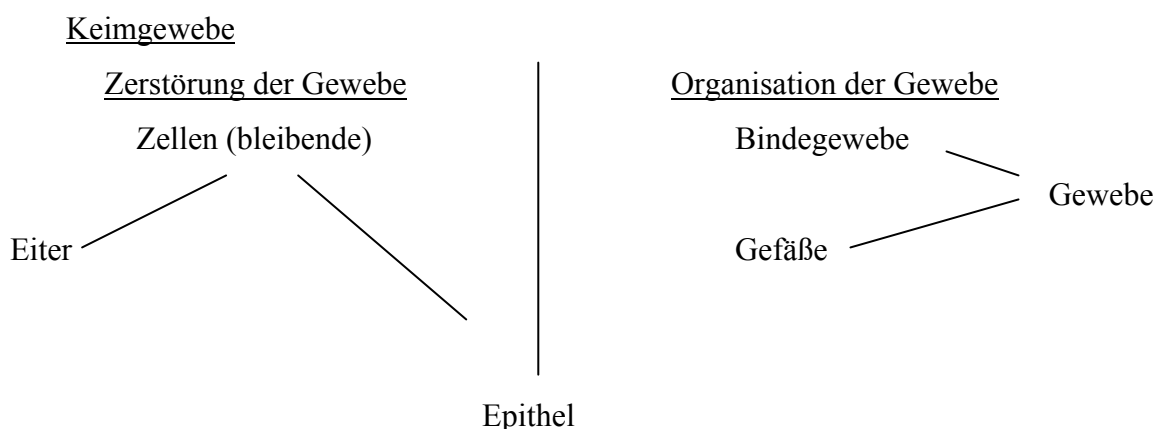 Keimgewebe
Zerstörung der Gewebe
Organisation der Gewebe
Zellen (bleibende)
Bindegewebe
Gewebe
Eiter
Gefäße
Epithel